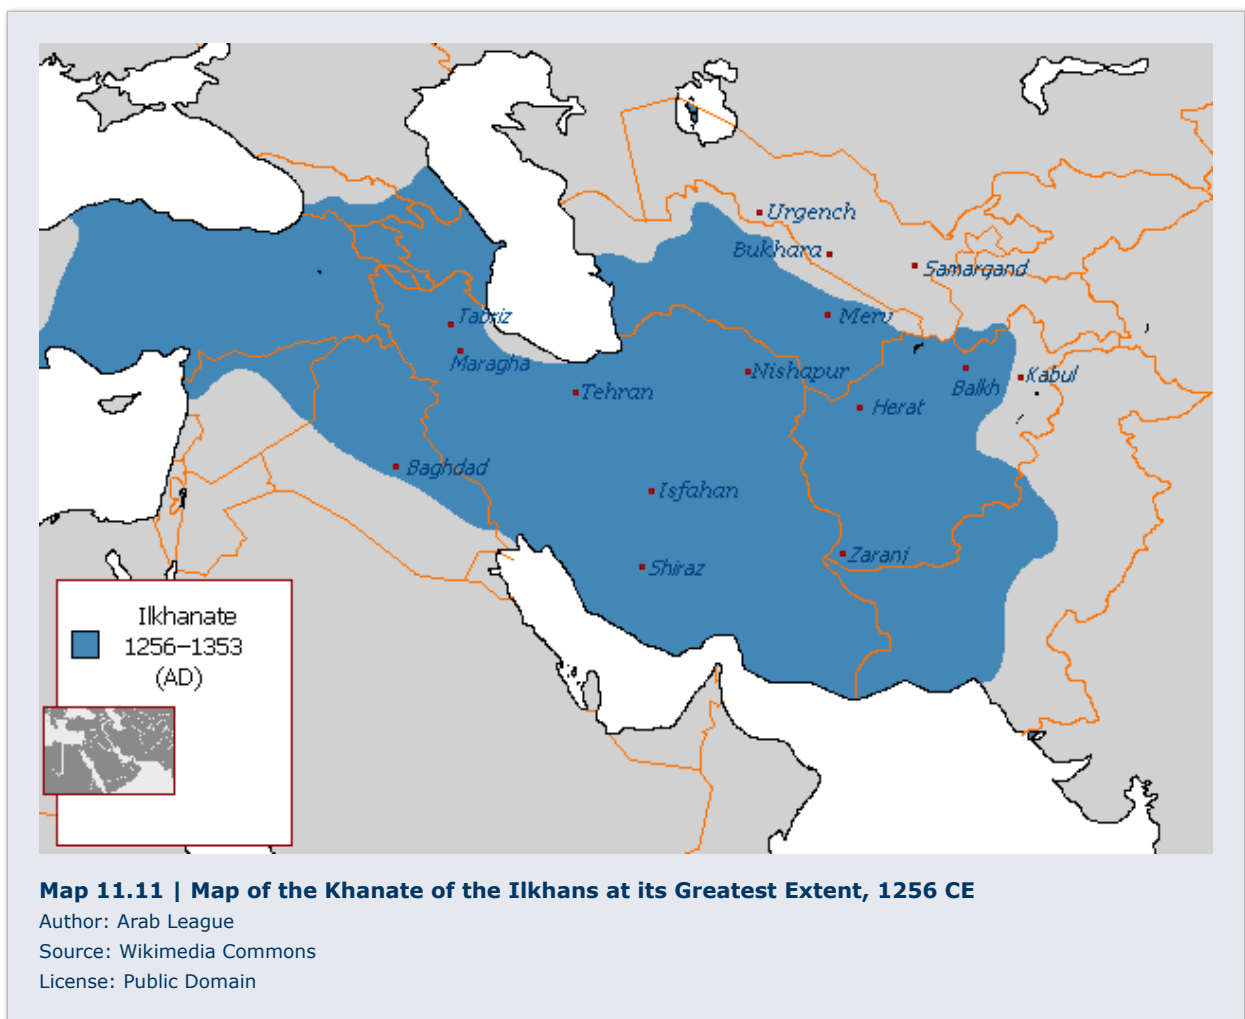 Urgench
Bukhara
Samarqand
Tabriz
Merv
Maragha
Nishapur
Kabul
Tehran
Balkh
Herat
Baghdad
Isfahan
Zaranj
Shiraz
Ilkhanate
1256–1353
(AD)
Map 11.11 | Map of the Khanate of the Ilkhans at its Greatest Extent, 1256 CE
Author: Arab League
Source: Wikimedia Commons
License: Public Domain